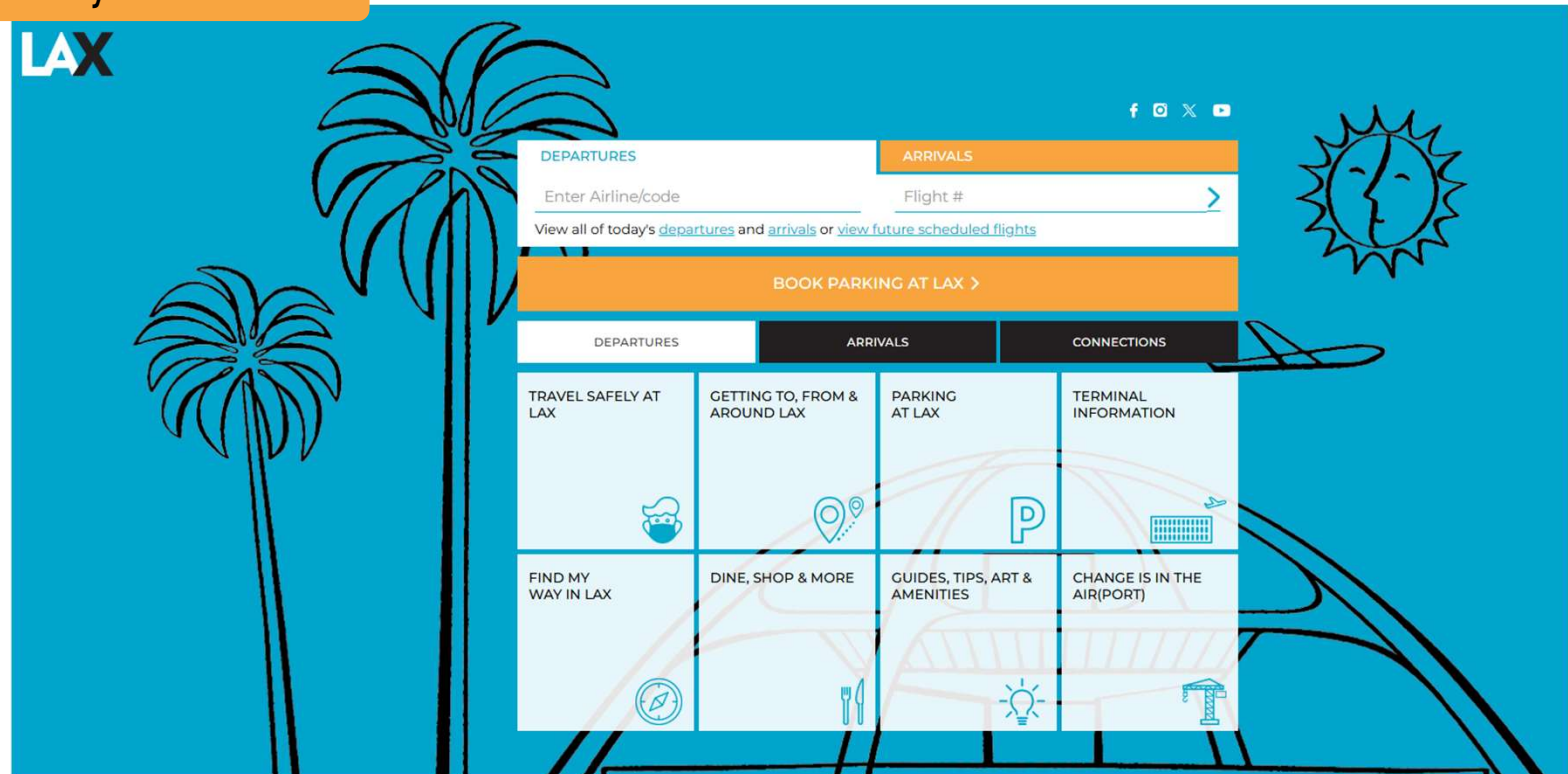 LAX
DEPARTURES
ARRIVALS
Enter Airline/code
Flight #
View all of today's departures and arrivals or view future scheduled flights
BOOK PARKING AT LAX >
DEPARTURES
ARRIVALS
CONNECTIONS
TRAVEL SAFELY AT
LAX
GETTING TO, FROM &
AROUND LAX
PARKING
AT LAX
P
TERMINAL
INFORMATION
FIND MY
WAY IN LAX
DINE, SHOP & MORE
GUIDES, TIPS, ART &
AMENITIES
CHANGE IS IN THE
AIR(PORT)